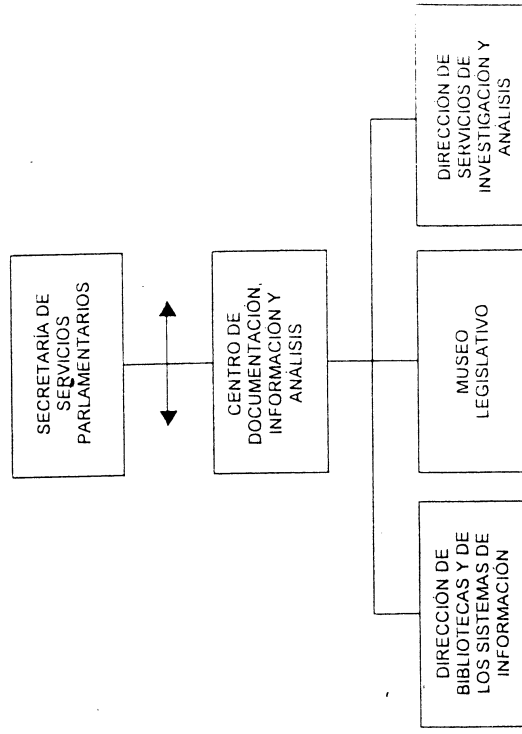 SECRETARÍA DE
SERVICIOS
PARLAMENTARIOS
CENTRO DE
DOCUMENTACIÓN,
INFORMACIÓN Y
ANÁLISIS
DIRECCIÓN DE
BIBLIOTECAS Y DE
LOS SISTEMAS DE
INFORMACIÓN
MUSEO
LEGISLATIVO
DIRECCIÓN DE
SERVICIOS DE
INVESTIGACIÓN Y
ANÁLISIS